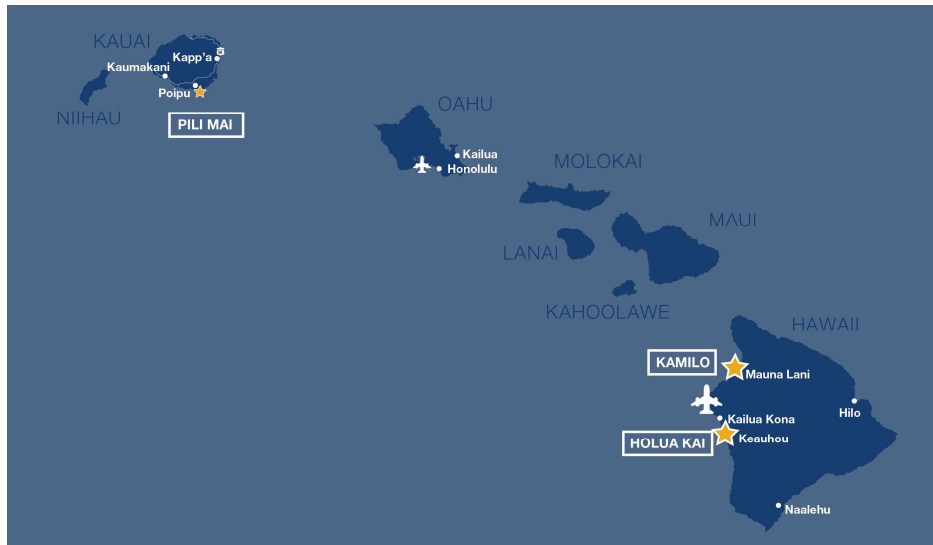 KAUAI
Kapp'a
Kaumakani
Poipu
NIIHAU
PILI MAI
OAHU
Kailua
Honolulu
MOLOKAI
MAUI
LANAI
KAHOOLAWE
HAWAII
KAMILO
Mauna Lani
Hilo
Kailua Kona
HOLUA KAI
Keauhou
Naalehu